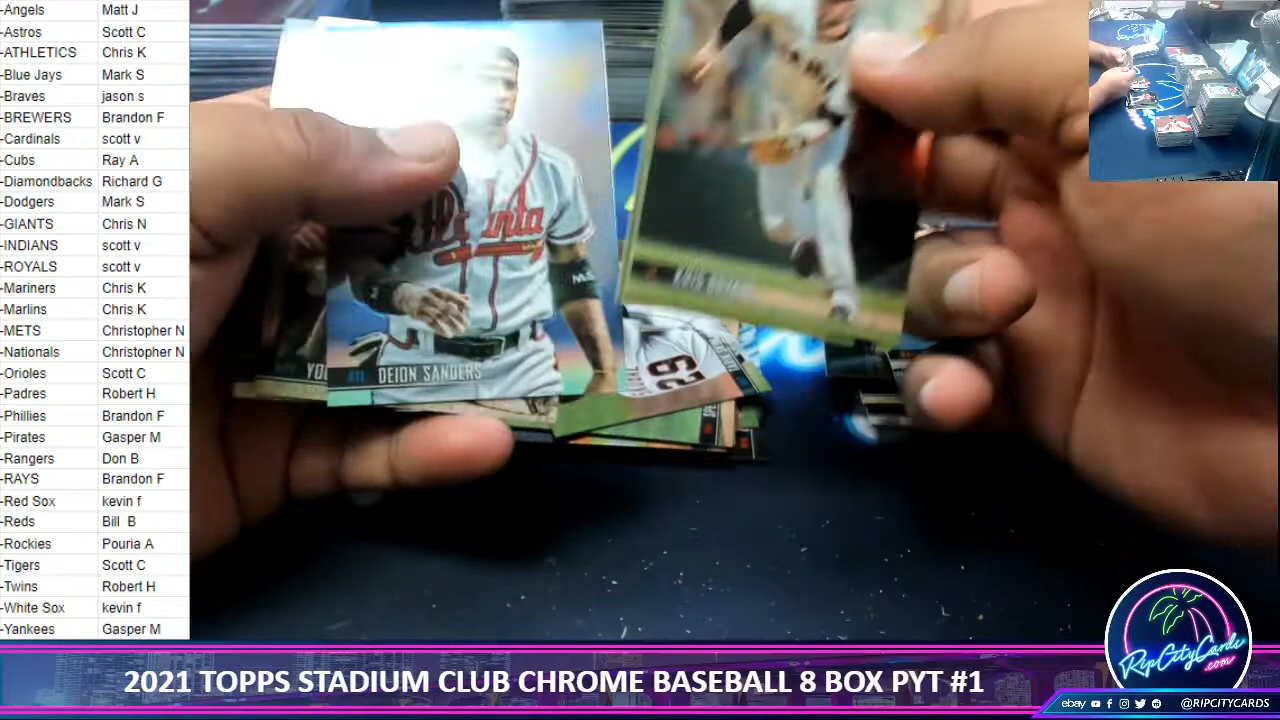 -Angels Matt J
-Astros Scott C
-ATHLETICS Chris K
-Blue Jays Mark S
-Braves jason s
-BREWERS Brandon F
-Cardinals scott v
-Cubs Ray A
-Diamondbacks Richard G
-Dodgers Mark S
-GIANTS Chris N
-INDIANS scott v
-ROYALS scott v
-Mariners Chris K
-Marlins Chris K
-METS Christopher N
-Nationals Christopher N
-Orioles Scott C
-Padres Robert H
-Phillies Brandon F
-Pirates Gasper M
-Rangers Don B
-RAYS Brandon F
-Red Sox kevin f
-Reds Bill B
-Rockies Pouria A
-Tigers Scott C
-Twins Robert H
-White Sox kevin f
-Yankees Gasper M
Atlanta
DEION SANDERS
62
2021 TOPPS STADIUM CLUB CHROME BASEBALL 8 BOX PYT #1
RipCityCards
.com
ebay @RIPCITYCARDS